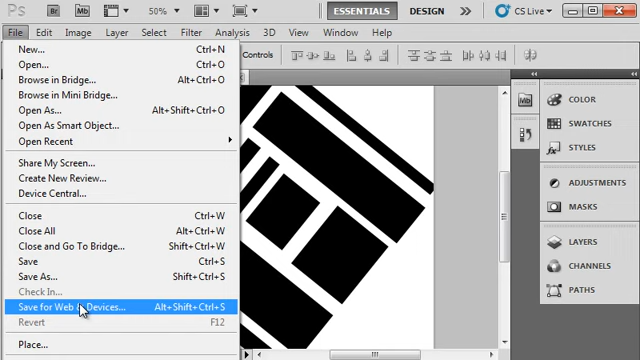 Ps Br Mb 50% ESSENTIALS DESIGN CS Live
File Edit Image Layer Select Filter Analysis 3D View Window Help
Controls
New... Ctrl+N
Open... Ctrl+O
Browse in Bridge... Alt+Ctrl+O
Browse in Mini Bridge...
Open As... Alt+Shift+Ctrl+O
Open As Smart Object...
Open Recent
Share My Screen...
Create New Review...
Device Central...
Close Ctrl+W
Close All Alt+Ctrl+W
Close and Go To Bridge... Shift+Ctrl+W
Save Ctrl+S
Save As... Shift+Ctrl+S
Check In...
Save for Web & Devices... Alt+Shift+Ctrl+S
Revert F12
Place...
Mb COLOR
SWATCHES
STYLES
ADJUSTMENTS
MASKS
LAYERS
CHANNELS
PATHS